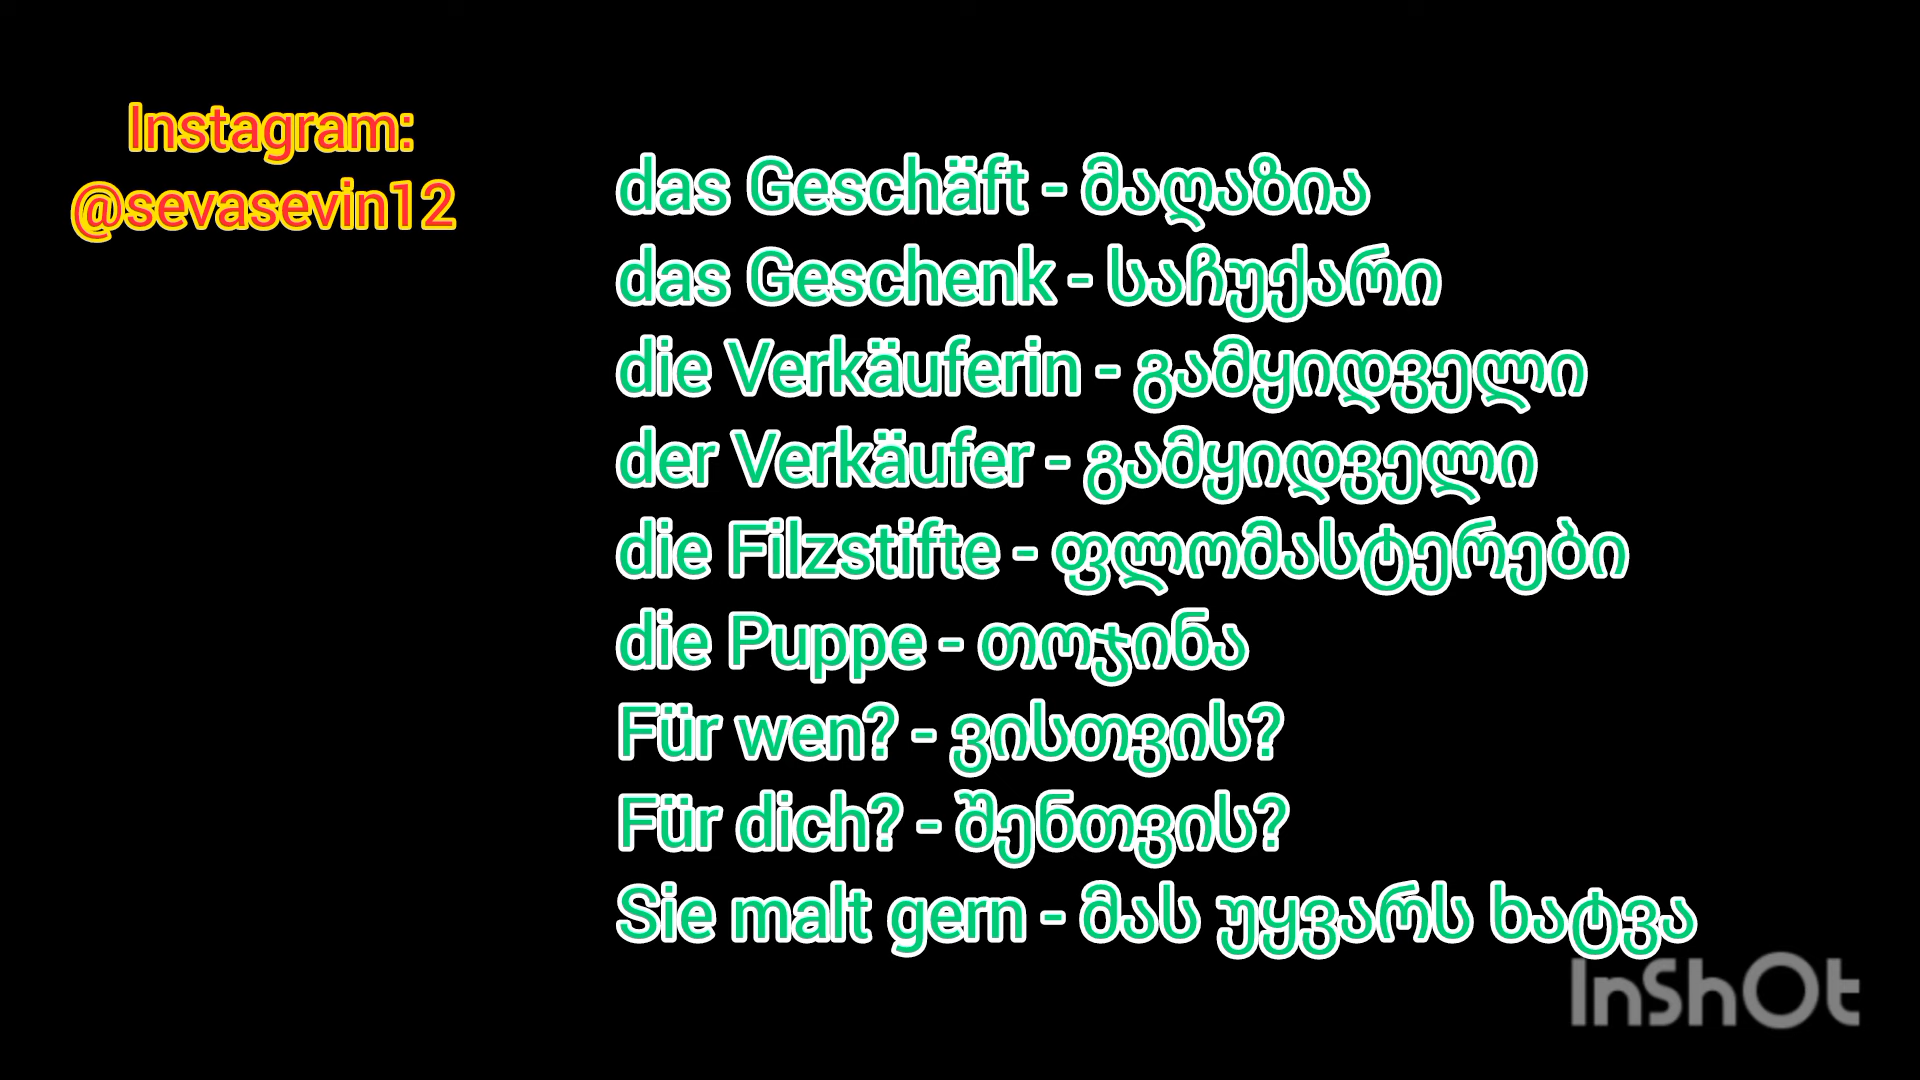 Instagram:
@sevasevin12
das Geschäft - მაღაზია
das Geschenk - საჩუქარი
die Verkäuferin - გამყიდველი
der Verkäufer - გამყიდველი
die Filzstifte - ფლომასტერები
die Puppe - თოჯინა
Für wen? - ვისთვის?
Für dich? - შენთვის?
Sie malt gern - მას უყვარს ხატვა
InShOt